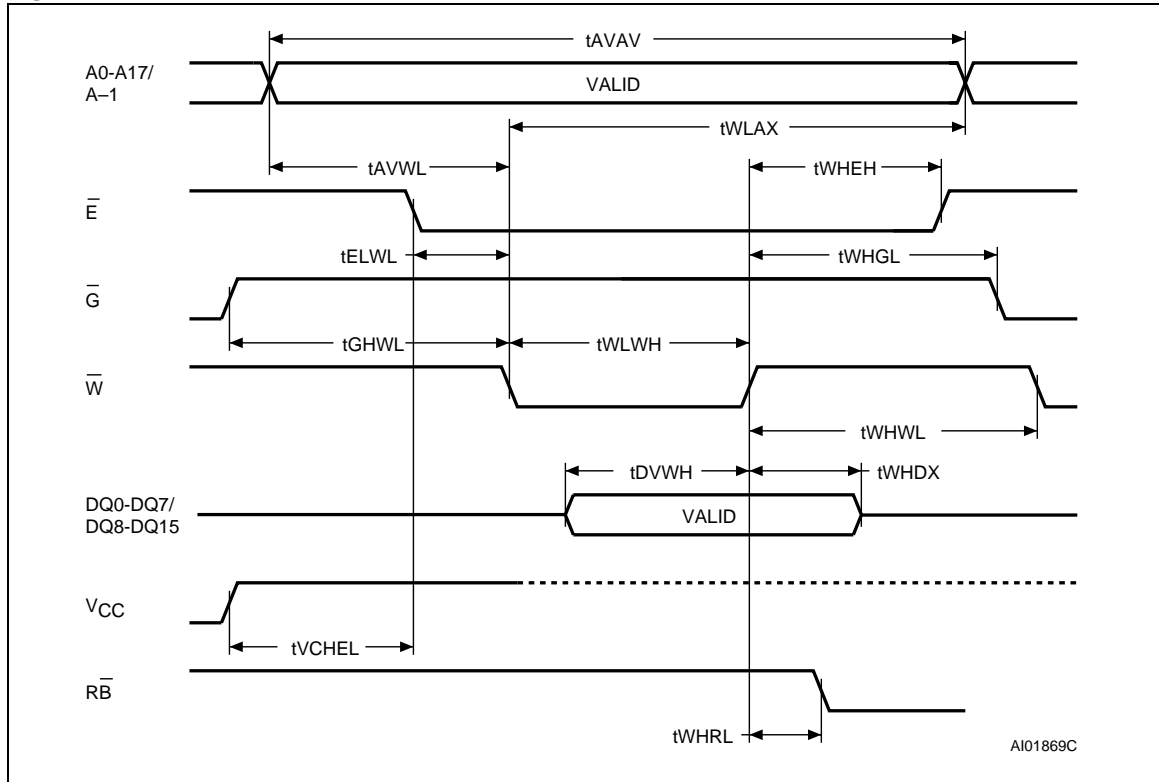 tAVAV
A0-A17/
A–1
VALID
tWLAX
tAVWL
tWHEH
E̅
tELWL
tWHGL
G̅
tGHWL
tWLWH
W̅
tWHWL
tDVWH
tWHDX
DQ0-DQ7/
DQ8-DQ15
VALID
VCC
tVCHEL
RB̅
tWHRL
AI01869C